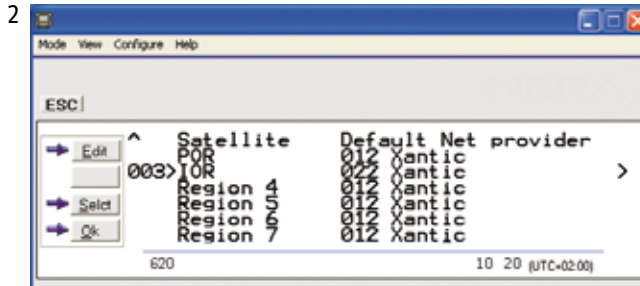 2
Mode View Configure Help
ESC
^ Satellite Default Net provider
Edit POR 012 Xantic
003>IOR 022 Xantic >
Region 4 012 Xantic
Selct Region 5 012 Xantic
Region 6 012 Xantic
Ok Region 7 012 Xantic
620 10 20 (UTC+02:00)